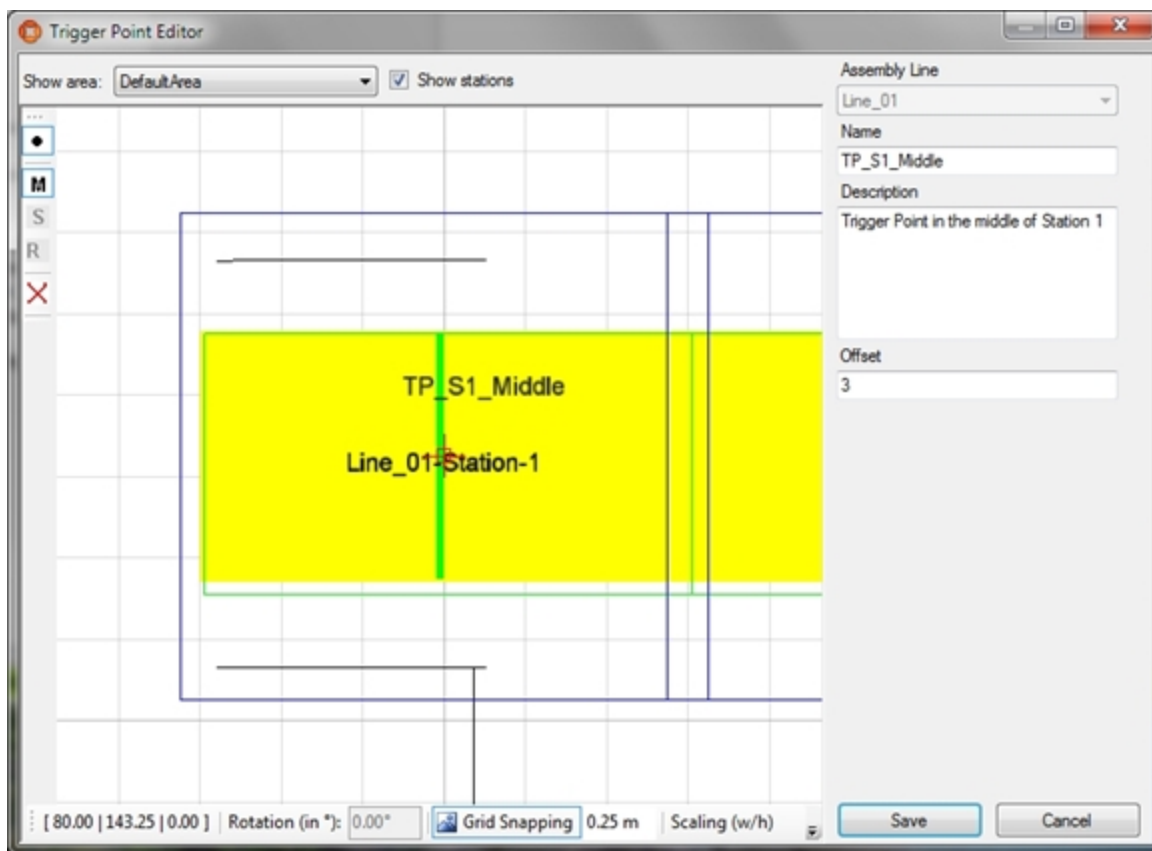 Trigger Point Editor
Show area: DefaultArea Show stations
Assembly Line
Line_01
Name
TP_S1_Middle
Description
Trigger Point in the middle of Station 1
Offset
3
M
S
R
TP_S1_Middle
Line_01-Station-1
[ 80.00 | 143.25 | 0.00 ] Rotation (in °): 0.00° Grid Snapping 0.25 m Scaling (w/h)
Save Cancel